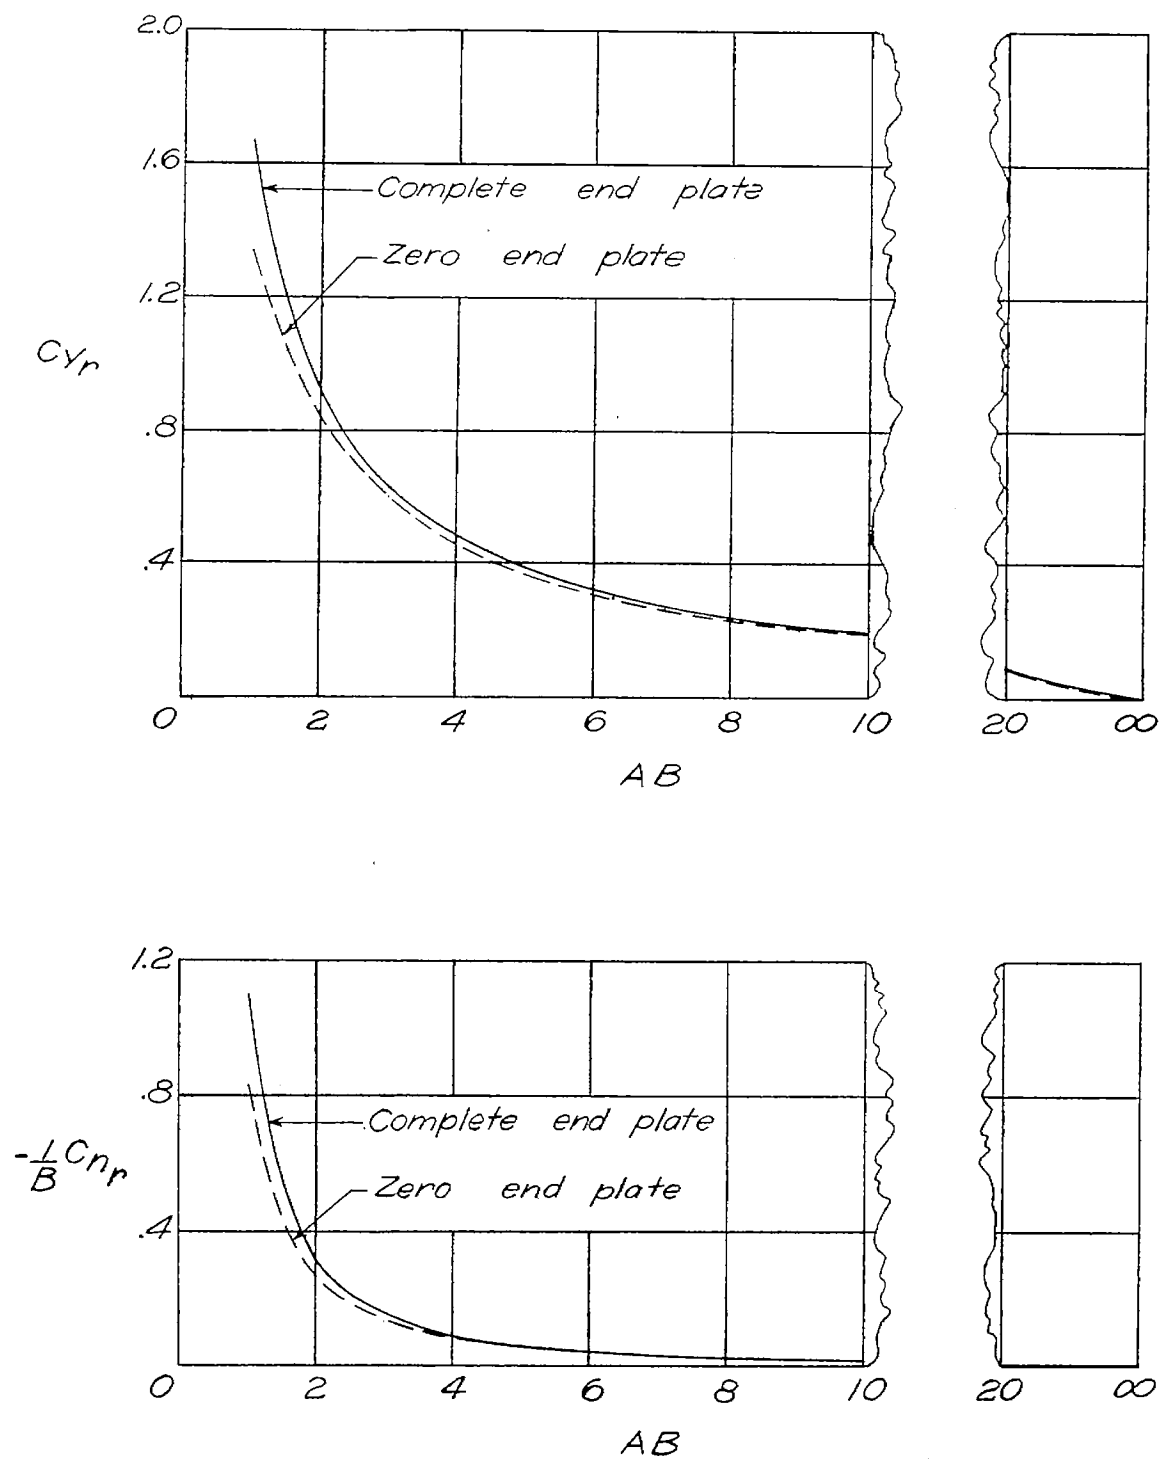 2.0
1.6
Complete end plate
Zero end plate
1.2
CYr
.8
.4
0 2 4 6 8 10 20 ∞
AB
1.2
.8
Complete end plate
-1/B Cnr
Zero end plate
.4
0 2 4 6 8 10 20 ∞
AB